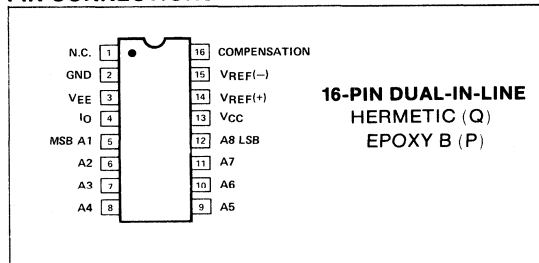 N.C. 1 16 COMPENSATION
GND 2 15 VREF(−)
VEE 3 14 VREF(+)
IO 4 13 VCC
MSB A1 5 12 A8 LSB
A2 6 11 A7
A3 7 10 A6
A4 8 9 A5
16-PIN DUAL-IN-LINE
HERMETIC (Q)
EPOXY B (P)